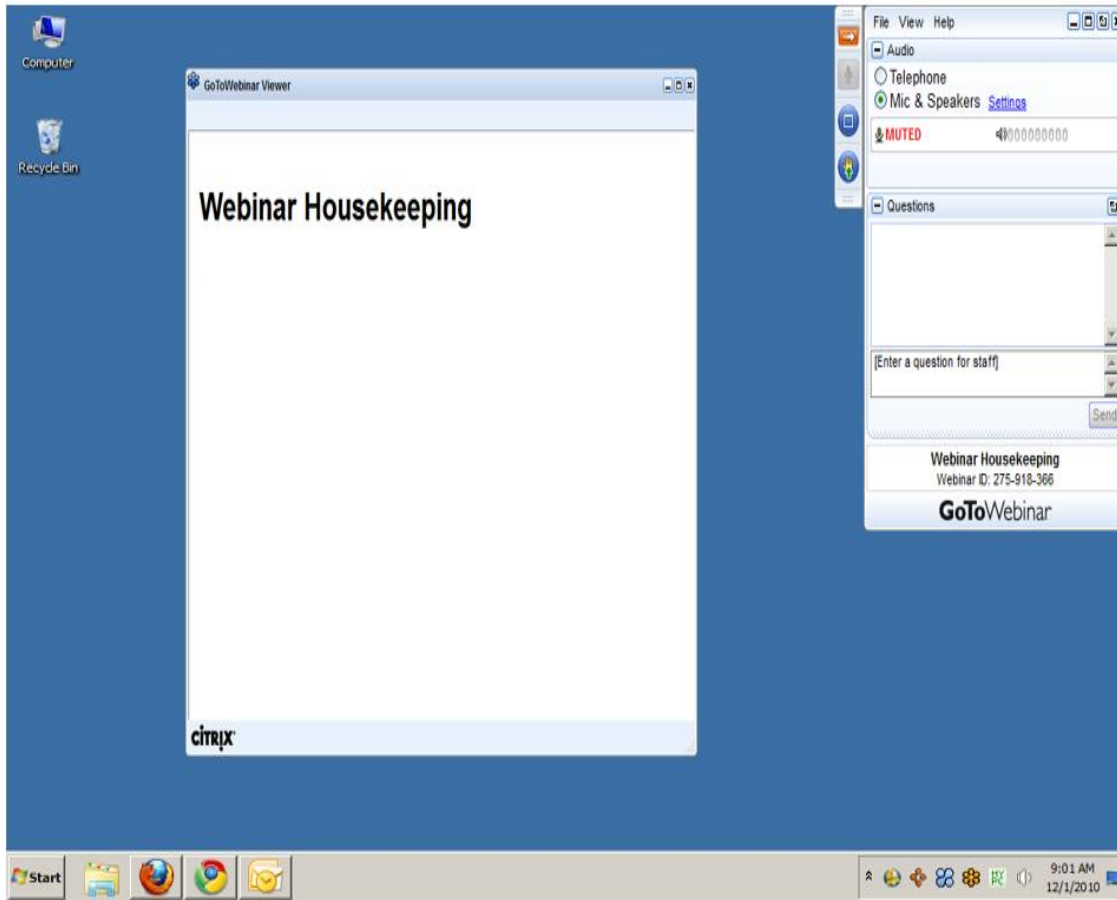 Computer
Recycle Bin
GoToWebinar Viewer
Webinar Housekeeping
CITRIX
File View Help
Audio
Telephone
Mic & Speakers Settings
MUTED
Questions
[Enter a question for staff]
Send
Webinar Housekeeping
Webinar ID: 275-918-366
GoToWebinar
Start
9:01 AM
12/1/2010